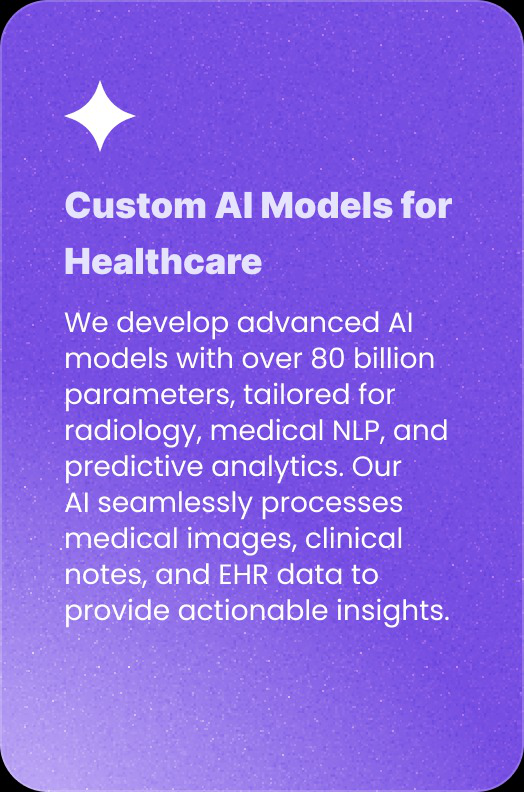 Custom AI Models for
Healthcare
We develop advanced AI
models with over 80 billion
parameters, tailored for
radiology, medical NLP, and
predictive analytics. Our
AI seamlessly processes
medical images, clinical
notes, and EHR data to
provide actionable insights.